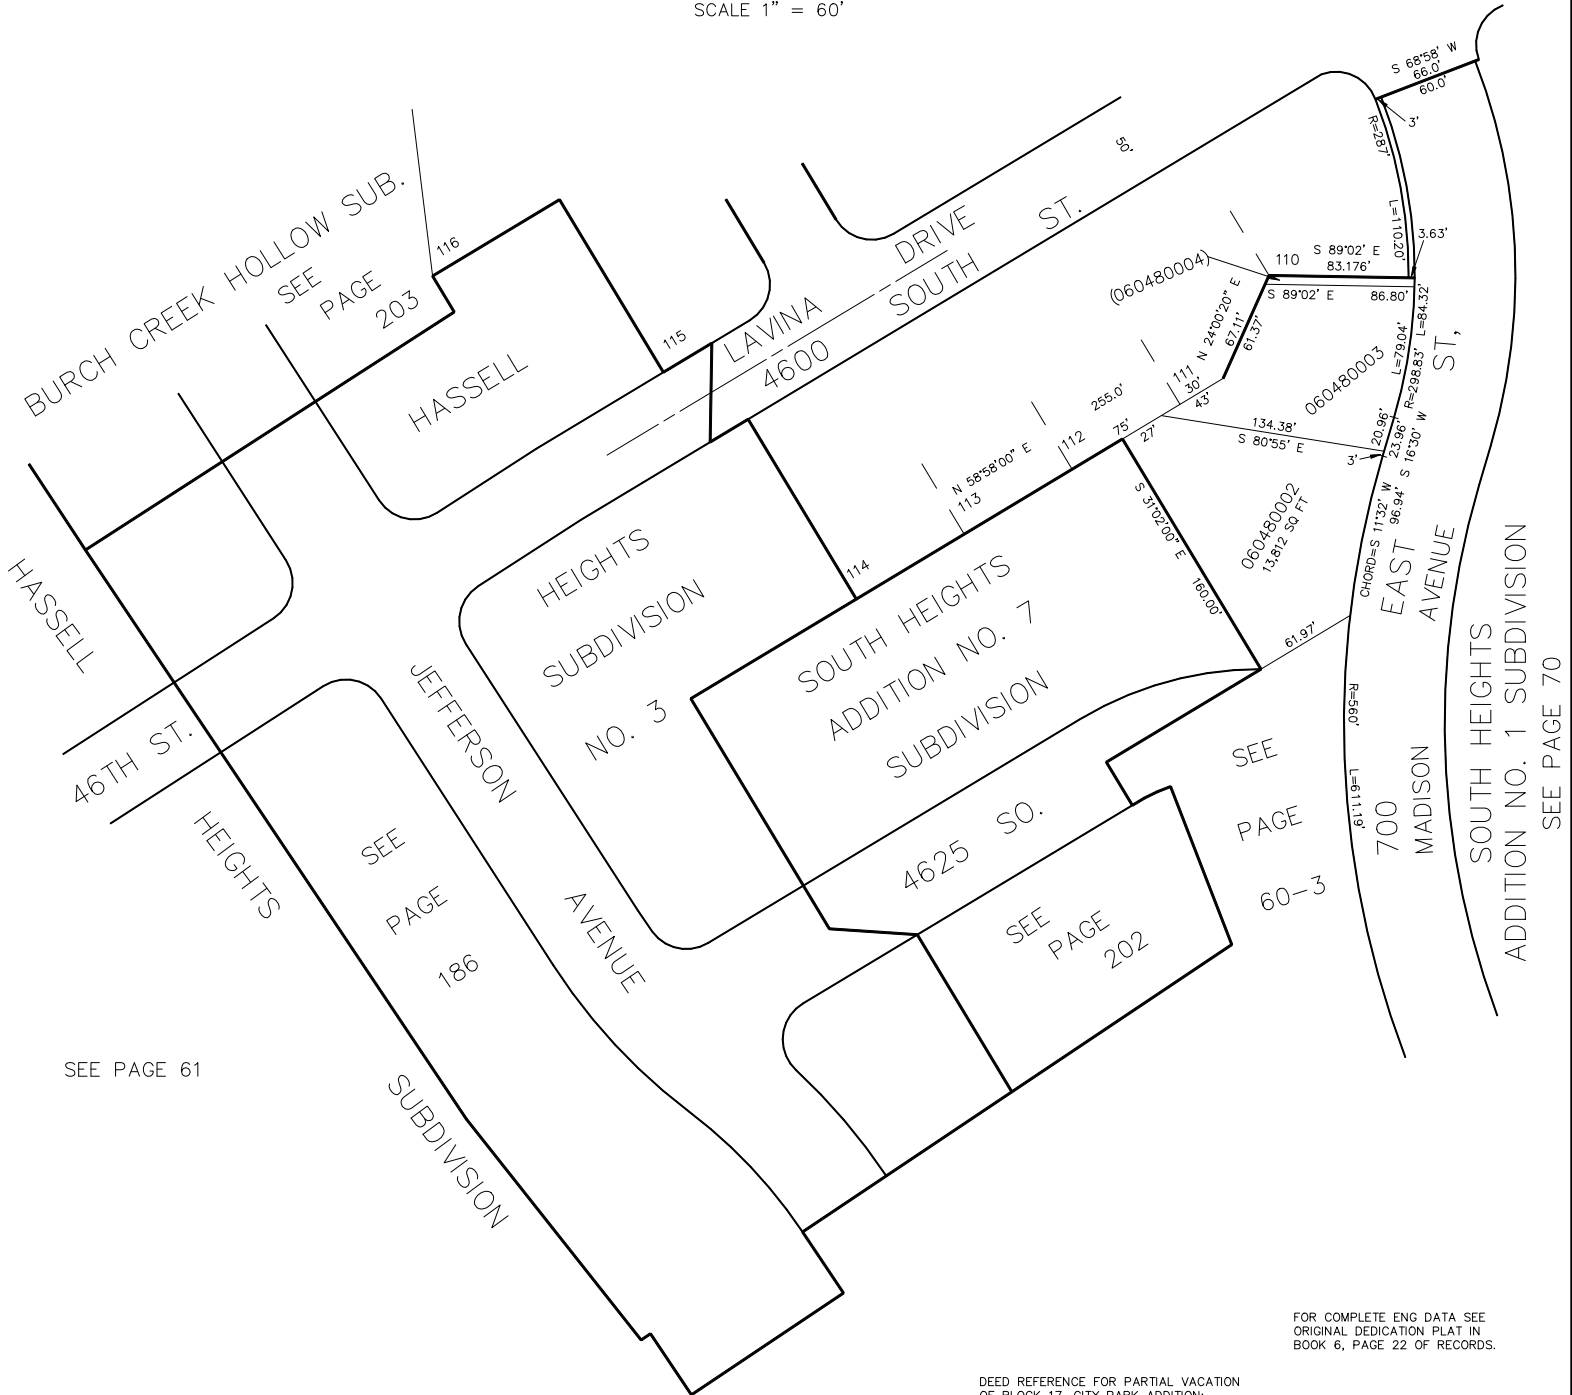 SCALE 1" = 60'
S 68°58' W
66.0'
60.0'
3'
R=287'
L=110.20'
3.63'
50'
BURCH CREEK HOLLOW SUB.
SEE
PAGE
203
116
115
HASSELL
LAVINA
DRIVE
4600
SOUTH
ST.
(060480004)
110
S 89°02' E
83.176'
S 89°02' E
86.80'
N 24°00'20" E
67.11'
61.37'
L=84.32'
L=79.04'
R=298.83'
060480003
ST,
111
30'
43'
255.0'
112
75'
27'
134.38'
S 80°55' E
20.96'
23.96'
S 16°30' W
3'
N 58°58'00" E
113
S 31°02'00" E
160.00'
060480002
13,812 SQ FT
CHORD=S 11°32' W
96.94'
EAST
AVENUE
61.97'
114
HASSELL
HEIGHTS
SUBDIVISION
HEIGHTS
SUBDIVISION
NO. 3
SOUTH HEIGHTS
ADDITION NO. 7
SUBDIVISION
JEFFERSON
AVENUE
46TH ST.
R=560'
L=611.19'
700
MADISON
SOUTH HEIGHTS
ADDITION NO. 1 SUBDIVISION
SEE PAGE 70
4625 SO.
SEE
PAGE
60-3
SEE
PAGE
202
SEE
PAGE
186
SEE PAGE 61
FOR COMPLETE ENG DATA SEE
ORIGINAL DEDICATION PLAT IN
BOOK 6, PAGE 22 OF RECORDS.
DEED REFERENCE FOR PARTIAL VACATION
OF BLOCK 17, CITY PARK ADDITION: